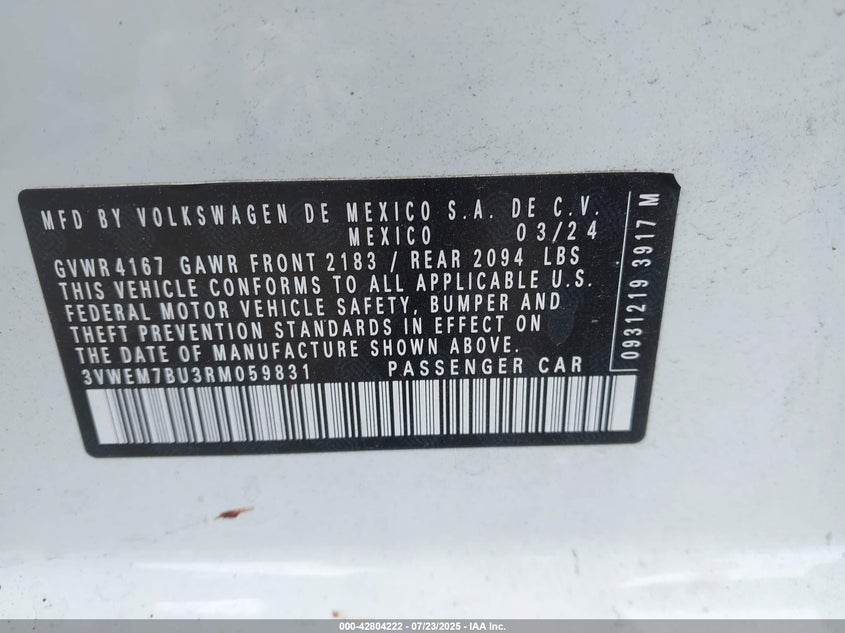 MFD BY VOLKSWAGEN DE MEXICO S.A. DE C.V.
MEXICO 03/24
GVWR 4167 GAWR FRONT 2183 / REAR 2094 LBS
THIS VEHICLE CONFORMS TO ALL APPLICABLE U.S.
FEDERAL MOTOR VEHICLE SAFETY, BUMPER AND
THEFT PREVENTION STANDARDS IN EFFECT ON
THE DATE OF MANUFACTURE SHOWN ABOVE.
3VWEM7BU3RM059831 PASSENGER CAR
0931219 3917 M
000-42804222 - 07/23/2025 - IAA Inc.